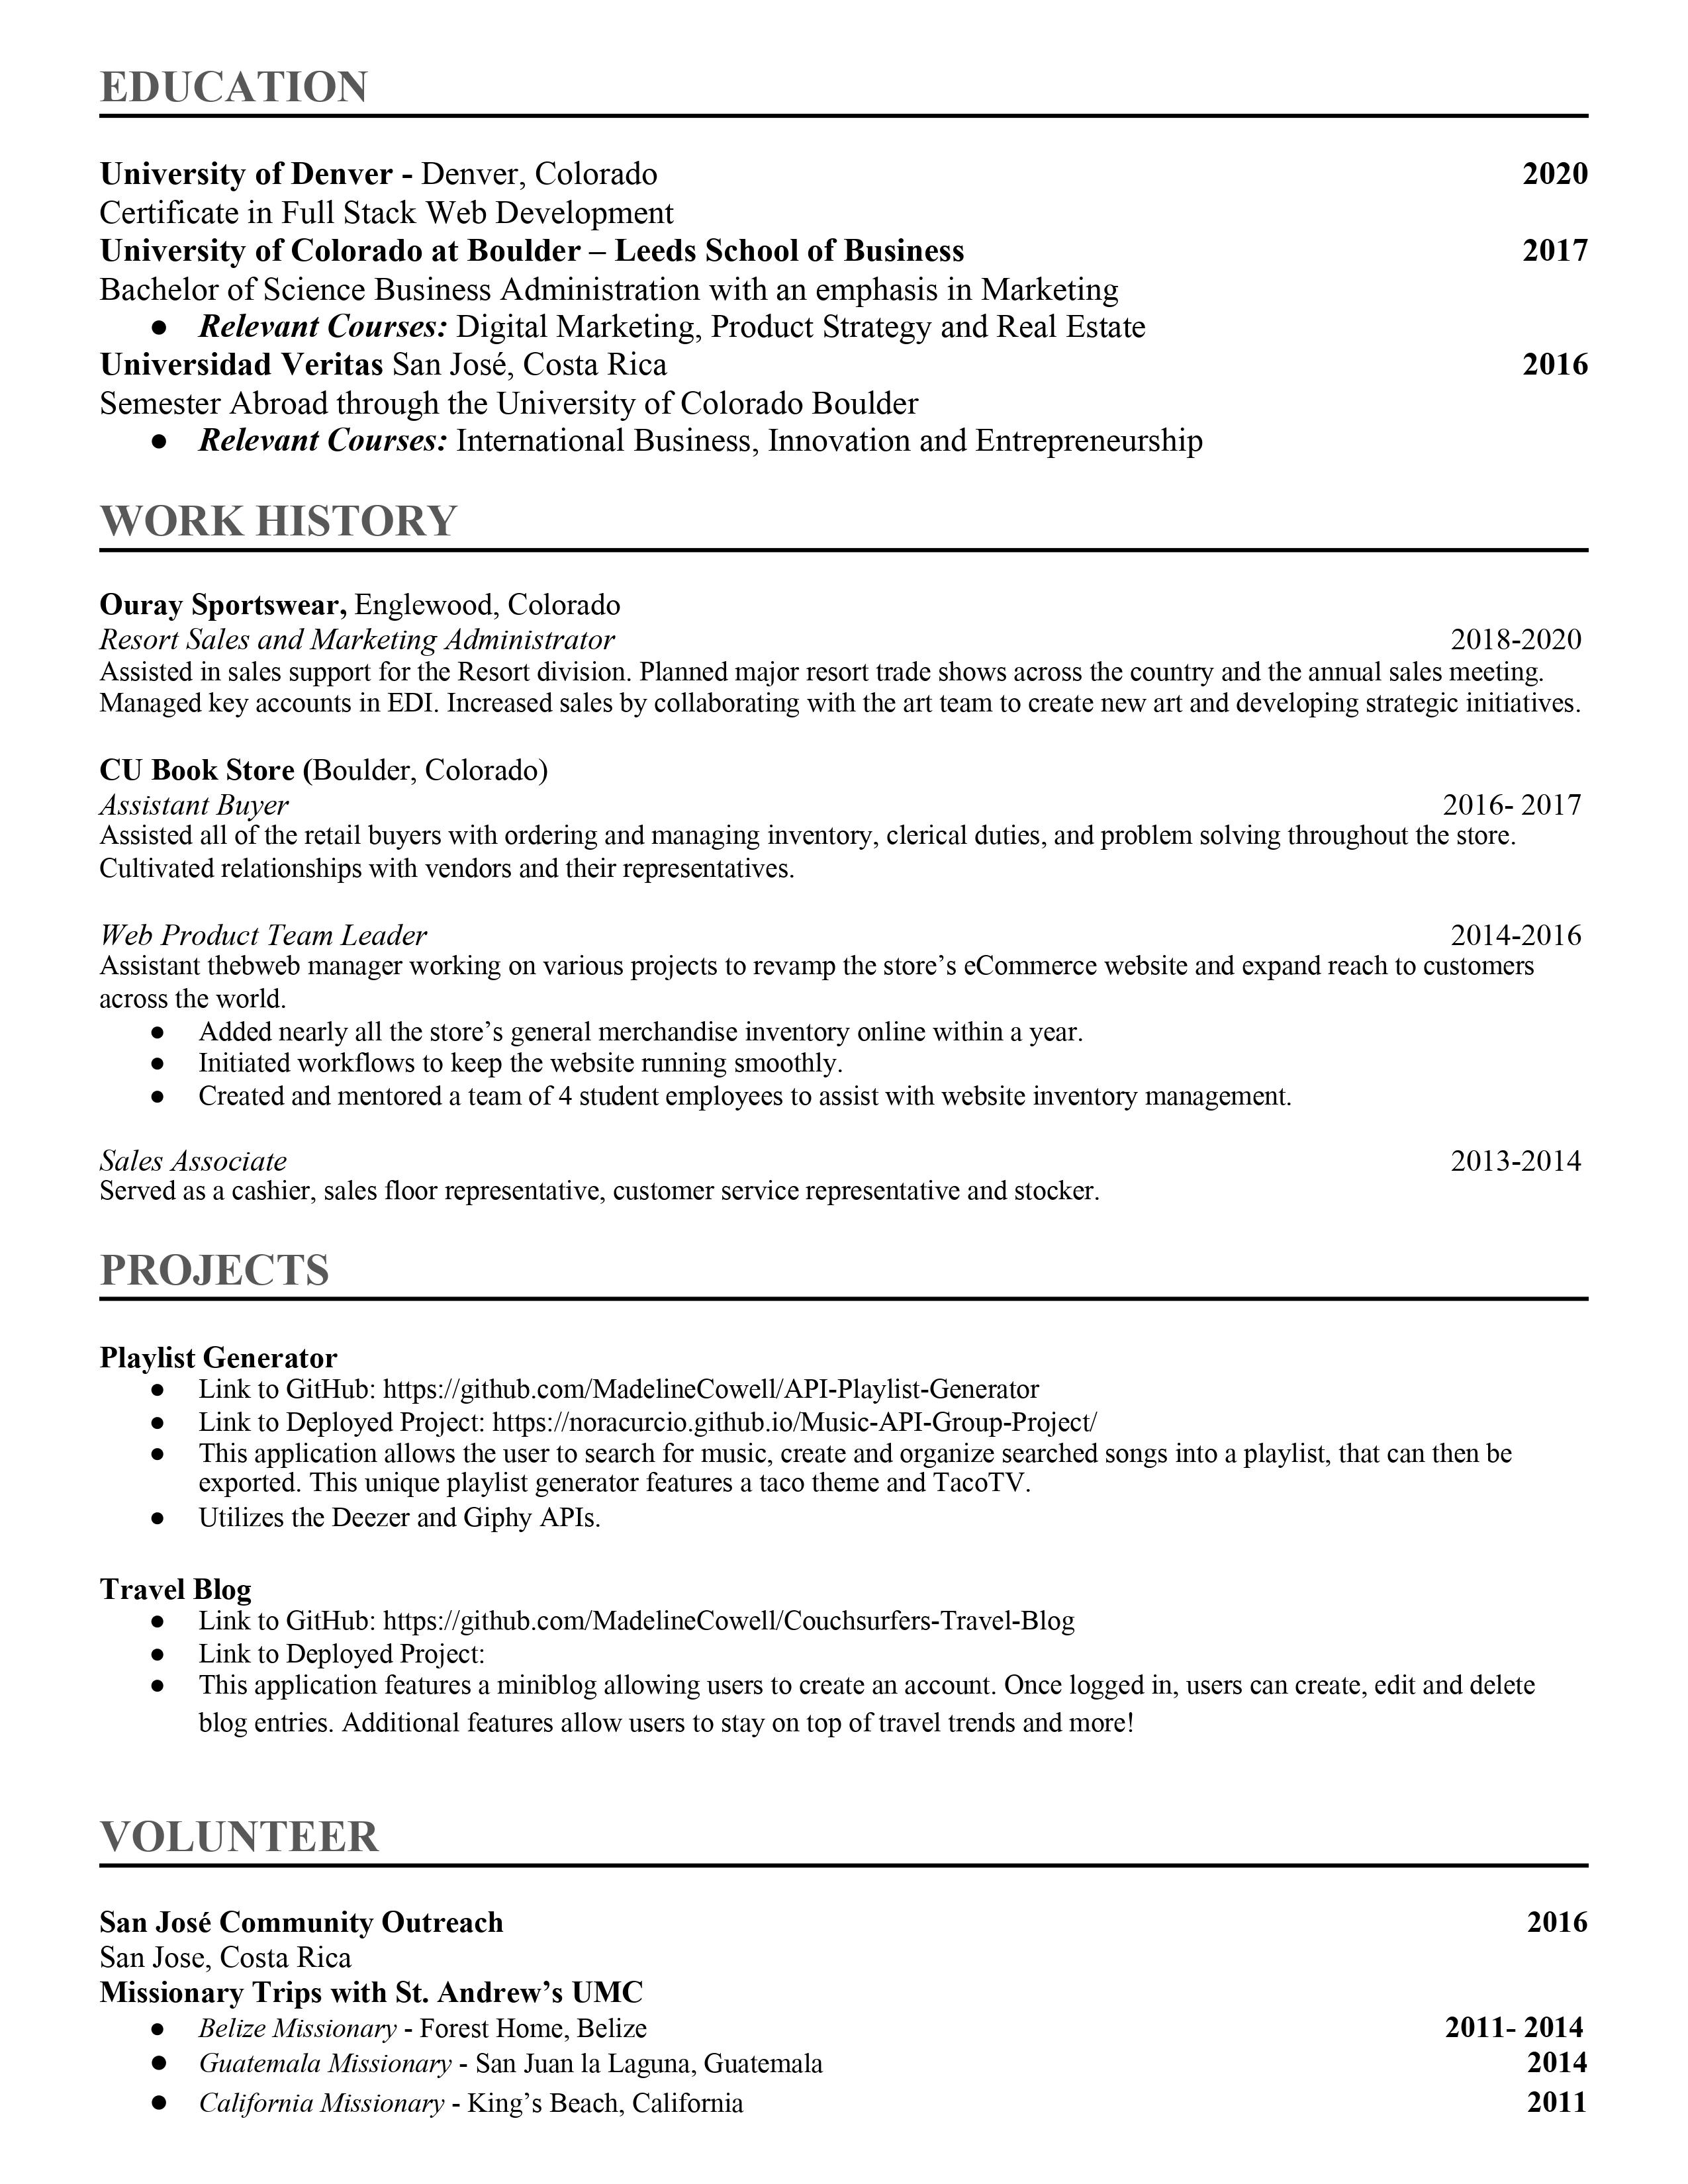 EDUCATION
University of Denver - Denver, Colorado 2020
Certificate in Full Stack Web Development
University of Colorado at Boulder – Leeds School of Business 2017
Bachelor of Science Business Administration with an emphasis in Marketing
● Relevant Courses: Digital Marketing, Product Strategy and Real Estate
Universidad Veritas San José, Costa Rica 2016
Semester Abroad through the University of Colorado Boulder
● Relevant Courses: International Business, Innovation and Entrepreneurship
WORK HISTORY
Ouray Sportswear, Englewood, Colorado
Resort Sales and Marketing Administrator 2018-2020
Assisted in sales support for the Resort division. Planned major resort trade shows across the country and the annual sales meeting.
Managed key accounts in EDI. Increased sales by collaborating with the art team to create new art and developing strategic initiatives.
CU Book Store (Boulder, Colorado)
Assistant Buyer 2016- 2017
Assisted all of the retail buyers with ordering and managing inventory, clerical duties, and problem solving throughout the store.
Cultivated relationships with vendors and their representatives.
Web Product Team Leader 2014-2016
Assistant thebweb manager working on various projects to revamp the store’s eCommerce website and expand reach to customers
across the world.
● Added nearly all the store’s general merchandise inventory online within a year.
● Initiated workflows to keep the website running smoothly.
● Created and mentored a team of 4 student employees to assist with website inventory management.
Sales Associate 2013-2014
Served as a cashier, sales floor representative, customer service representative and stocker.
PROJECTS
Playlist Generator
● Link to GitHub: https://github.com/MadelineCowell/API-Playlist-Generator
● Link to Deployed Project: https://noracurcio.github.io/Music-API-Group-Project/
● This application allows the user to search for music, create and organize searched songs into a playlist, that can then be
exported. This unique playlist generator features a taco theme and TacoTV.
● Utilizes the Deezer and Giphy APIs.
Travel Blog
● Link to GitHub: https://github.com/MadelineCowell/Couchsurfers-Travel-Blog
● Link to Deployed Project:
● This application features a miniblog allowing users to create an account. Once logged in, users can create, edit and delete
blog entries. Additional features allow users to stay on top of travel trends and more!
VOLUNTEER
San José Community Outreach 2016
San Jose, Costa Rica
Missionary Trips with St. Andrew’s UMC
● Belize Missionary - Forest Home, Belize 2011- 2014
● Guatemala Missionary - San Juan la Laguna, Guatemala 2014
● California Missionary - King’s Beach, California 2011